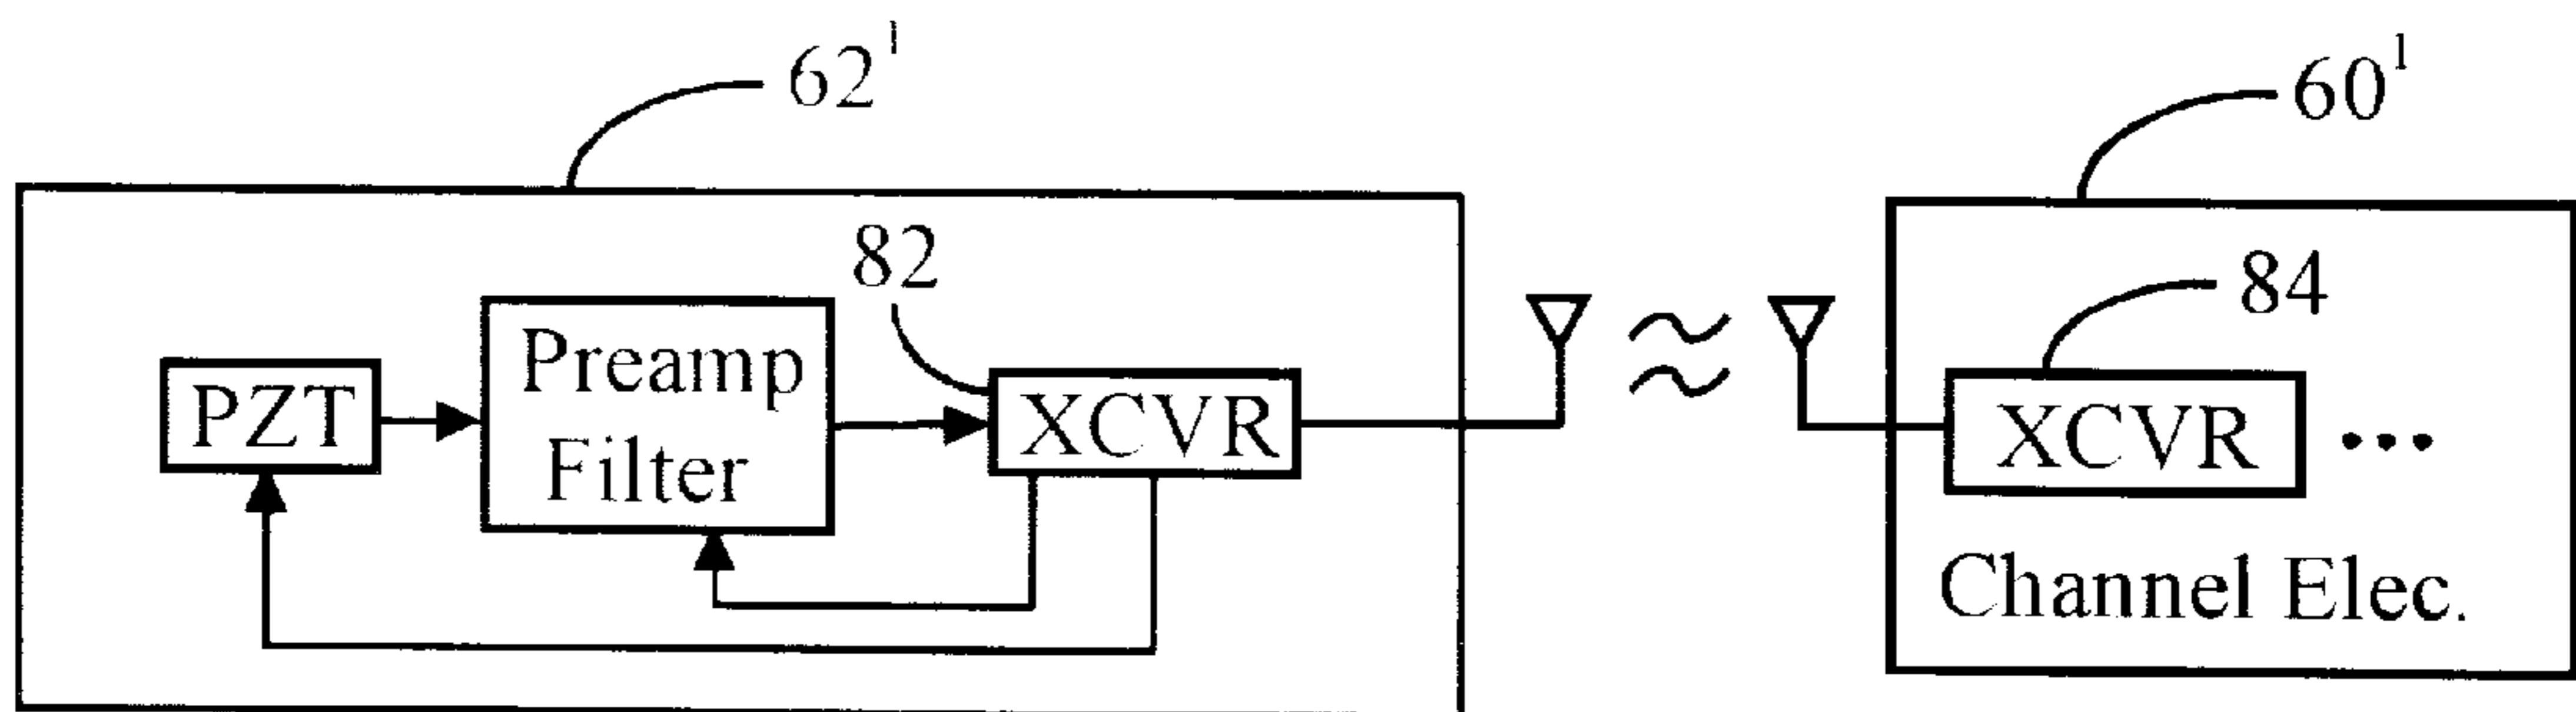 62'
60'
82
84
PZT
Preamp
Filter
XCVR
XCVR
...
Channel Elec.